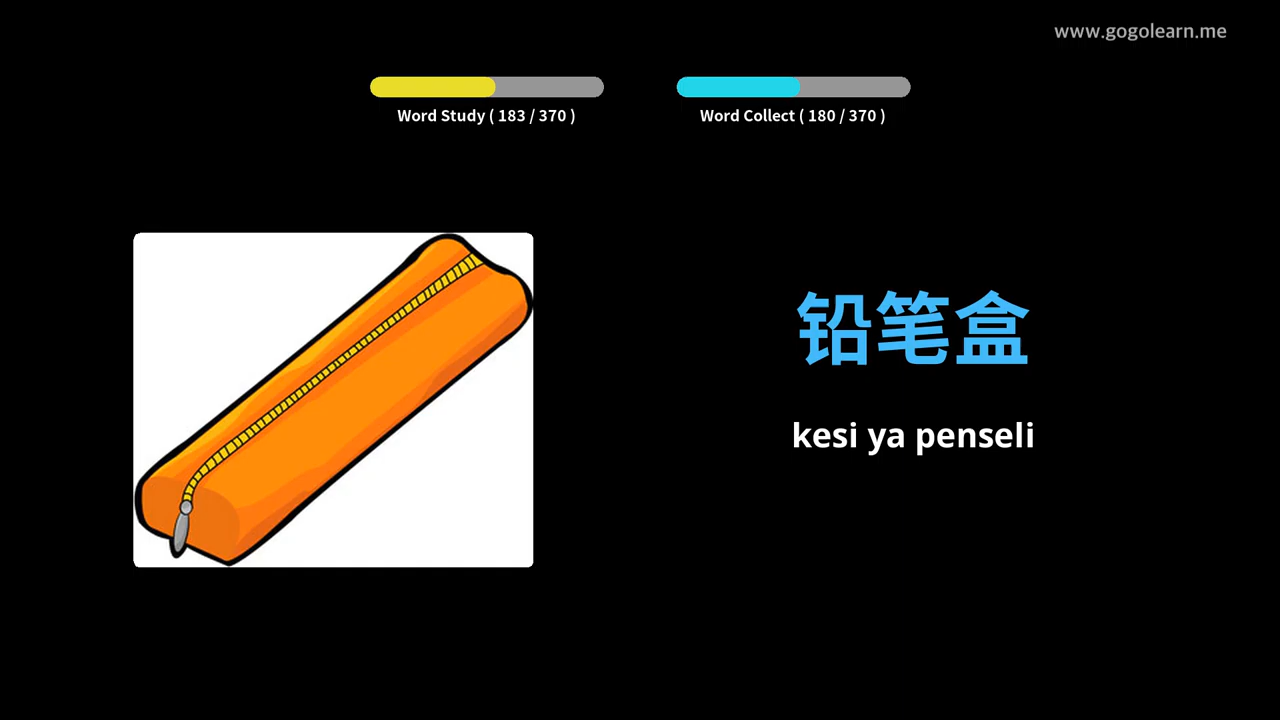 www.gogolearn.me
Word Study ( 183 / 370 )
Word Collect ( 180 / 370 )
铅笔盒
kesi ya penseli